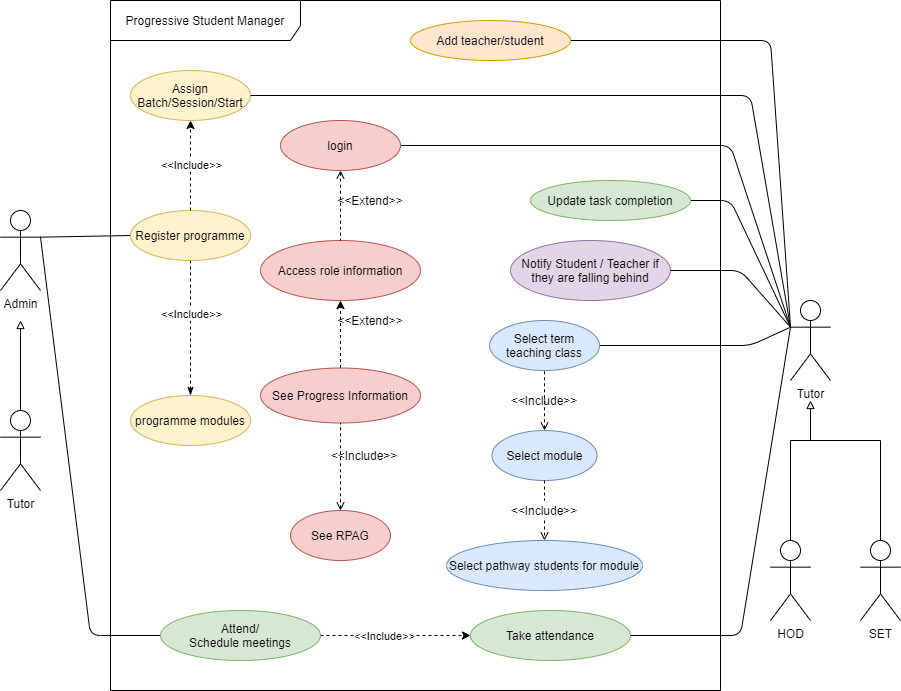 Progressive Student Manager
Add teacher/student
Assign
Batch/Session/Start
login
<<Include>>
<<Extend>>
Update task completion
Register programme
Access role information
Notify Student / Teacher if
they are falling behind
Admin
<<Include>>
<<Extend>>
Select term
teaching class
Tutor
See Progress Information
<<Include>>
programme modules
<<Include>>
Select module
Tutor
<<Include>>
See RPAG
Select pathway students for module
Attend/
Schedule meetings
<<Include>>
Take attendance
HOD
SET